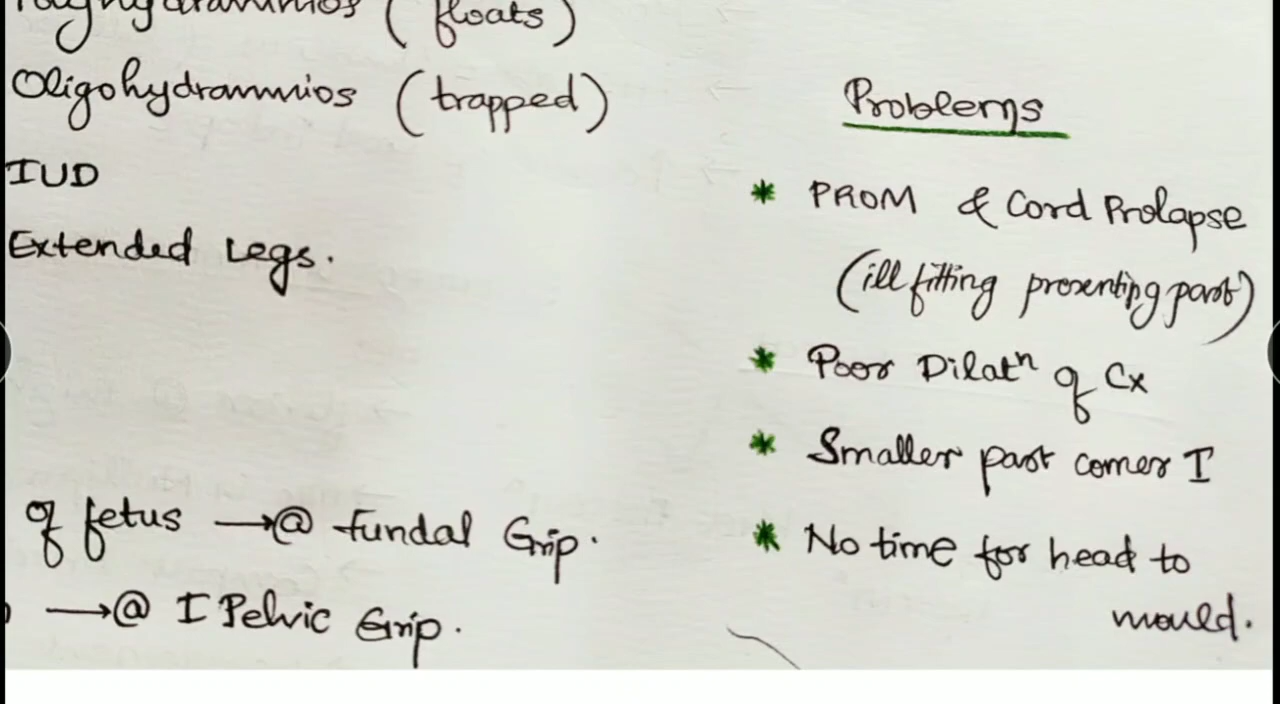 (floats)
Oligohydramnios (trapped)
IUD
Extended Legs.
of fetus →@ fundal Grip.
→@ I Pelvic Grip.
Problems
* PROM & Cord Prolapse
(ill fitting presenting part)
* Poor Dilatⁿ of Cx
* Smaller part comes I
* No time for head to
mould.